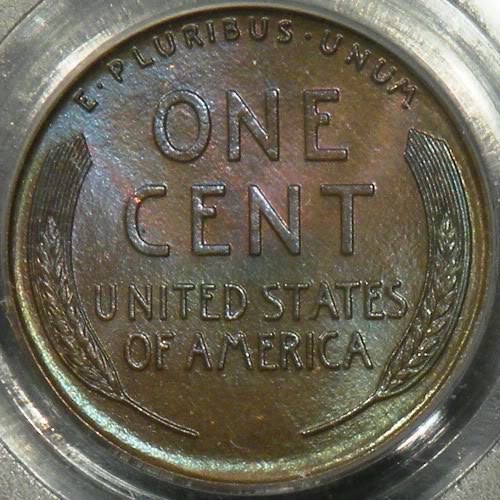 E·PLURIBUS·UNUM
ONE
CENT
UNITED STATES
OF AMERICA